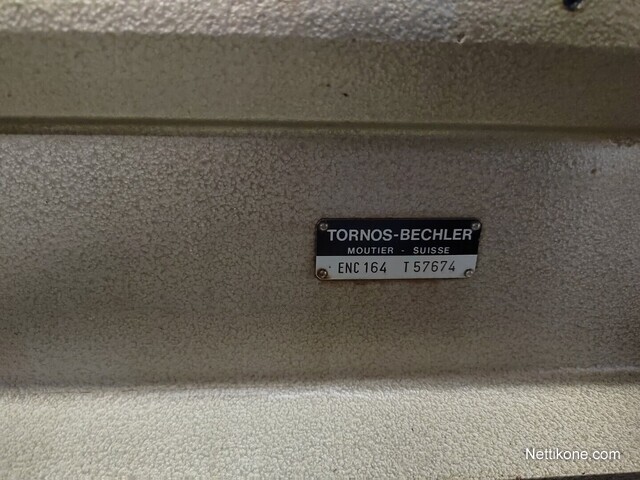 TORNOS-BECHLER
MOUTIER - SUISSE
ENC 164 T 57674
Nettikone.com